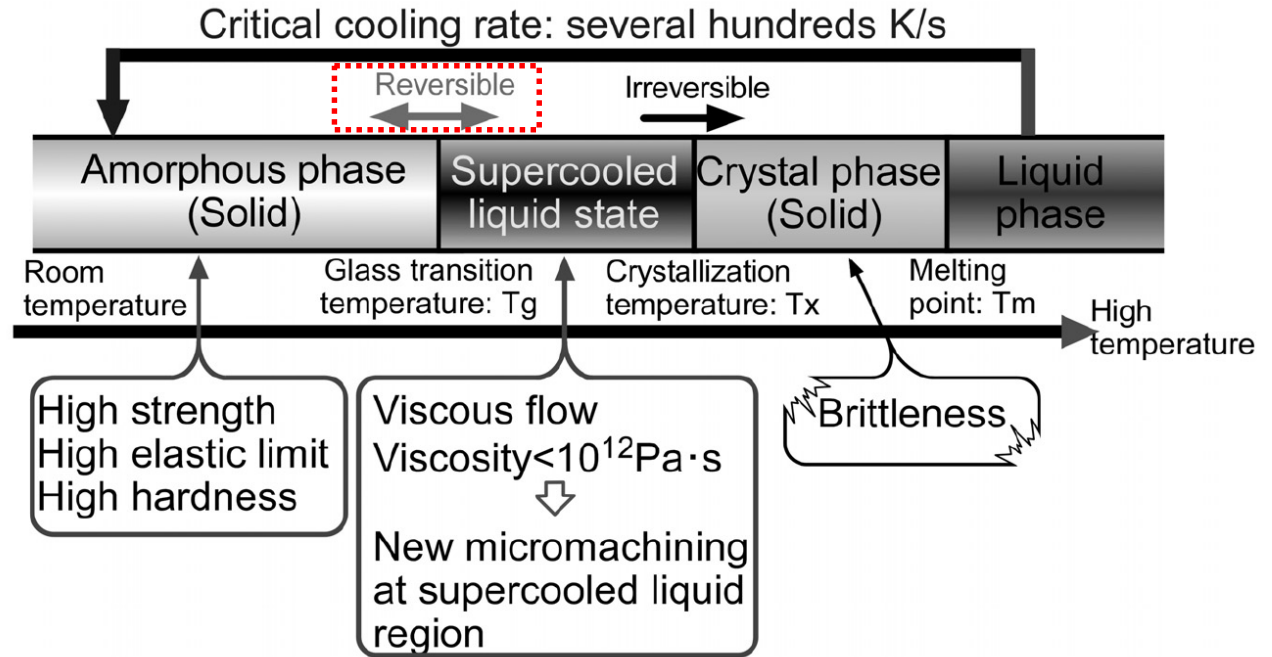 Critical cooling rate: several hundreds K/s
Reversible
Irreversible
Amorphous phase
(Solid)
Supercooled
liquid state
Crystal phase
(Solid)
Liquid
phase
Room
temperature
Glass transition
temperature: Tg
Crystallization
temperature: Tx
Melting
point: Tm
High
temperature
High strength
High elastic limit
High hardness
Viscous flow
Viscosity<10¹²Pa·s
New micromachining
at supercooled liquid
region
Brittleness